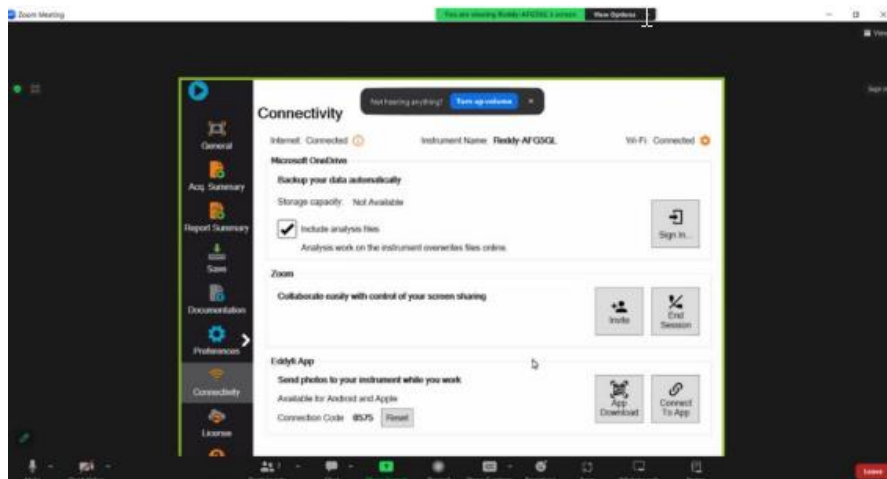 Zoom Meeting
You are viewing Reddy-AFG5GL's screen View Options
View
Sign in
Not hearing anything? Turn up volume
Connectivity
Internet: Connected Instrument Name: Reddy-AFG5GL Wi-Fi: Connected
General
Microsoft OneDrive
Backup your data automatically
Acq. Summary
Storage capacity: Not Available
Include analysis files
Sign In...
Report Summary
Analysis work on the instrument overwrites files online.
Save
Zoom
Collaborate easily with control of your screen sharing
Documentation
Invite
End Session
Preferences
Eddyfi App
Send photos to your instrument while you work
Available for Android and Apple
Connectivity
App Download
Connect To App
Connection Code 8575 Reset
License
Leave